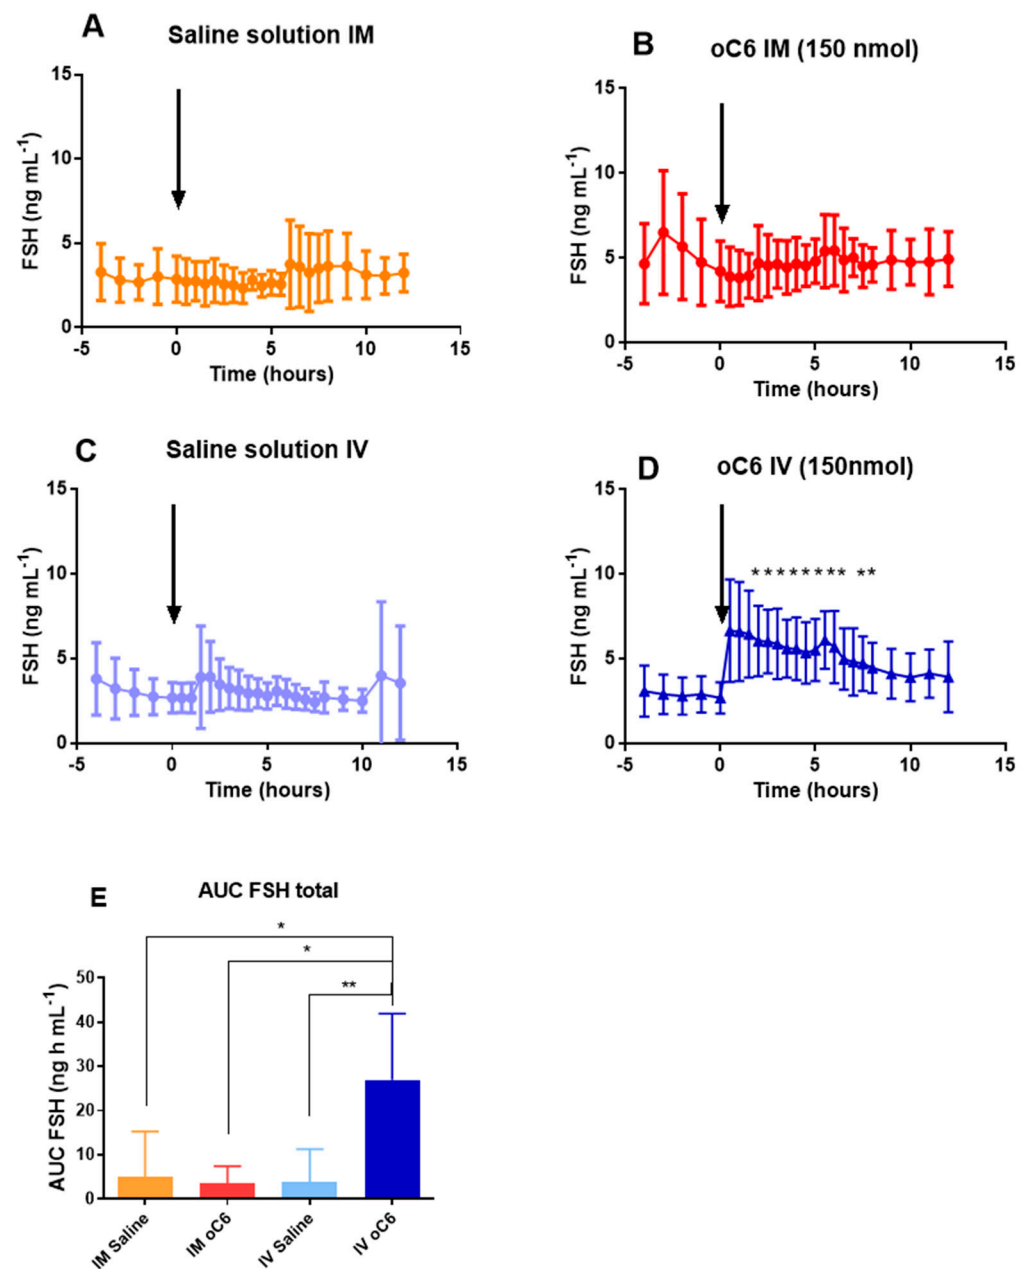 A
Saline solution IM
15
10
5
0
-5
0
5
10
15
FSH (ng mL-1)
Time (hours)
B
oC6 IM (150 nmol)
15
10
5
0
-5
0
5
10
15
FSH (ng mL-1)
Time (hours)
C
Saline solution IV
15
10
5
0
-5
0
5
10
15
FSH (ng mL-1)
Time (hours)
D
oC6 IV (150nmol)
15
10
5
0
-5
0
5
10
15
********  **
FSH (ng mL-1)
Time (hours)
E
AUC FSH total
*
*
**
50
40
30
20
10
0
AUC FSH (ng h mL-1)
IM Saline
IM oC6
IV Saline
IV oC6